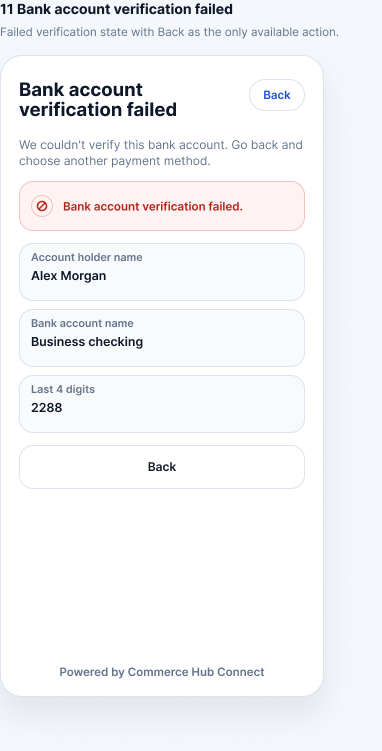 11 Bank account verification failed
Failed verification state with Back as the only available action.
Bank account
verification failed
Back
We couldn't verify this bank account. Go back and
choose another payment method.
Bank account verification failed.
Account holder name
Alex Morgan
Bank account name
Business checking
Last 4 digits
2288
Back
Powered by Commerce Hub Connect